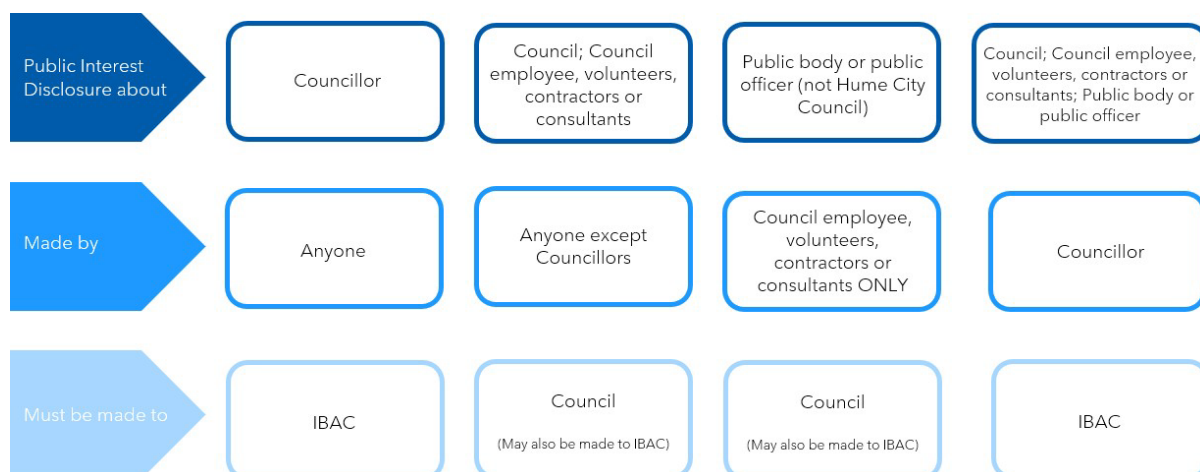 Public Interest
Disclosure about
Councillor
Council; Council
employee, volunteers,
contractors or
consultants
Public body or public
officer (not Hume City
Council)
Council; Council employee,
volunteers, contractors or
consultants; Public body or
public officer
Made by
Anyone
Anyone except
Councillors
Council employee,
volunteers,
contractors or
consultants ONLY
Councillor
Must be made to
IBAC
Council
(May also be made to IBAC)
Council
(May also be made to IBAC)
IBAC